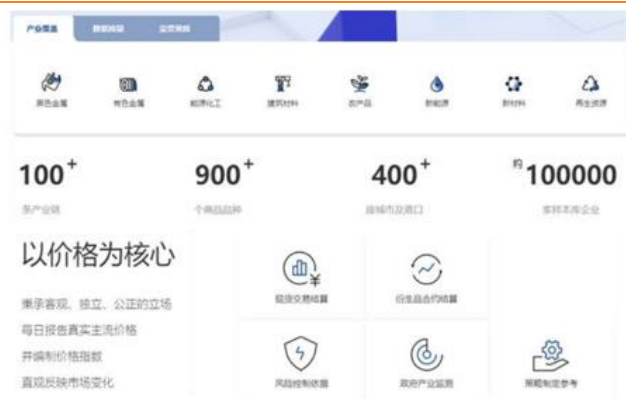 产业覆盖
黑色金属 有色金属 能源化工 建筑材料 农产品 新能源 新材料 再生资源
100+ 900+ 400+ 约100000
条产业链 个商品品种 座城市及港口 家样本库企业
以价格为核心
秉承客观、独立、公正的立场
每日报告真实主流价格
并编制价格指数
直观反映市场变化
现货交易结算 衍生品合约结算
风险控制依据 政府产业监测 策略制定参考